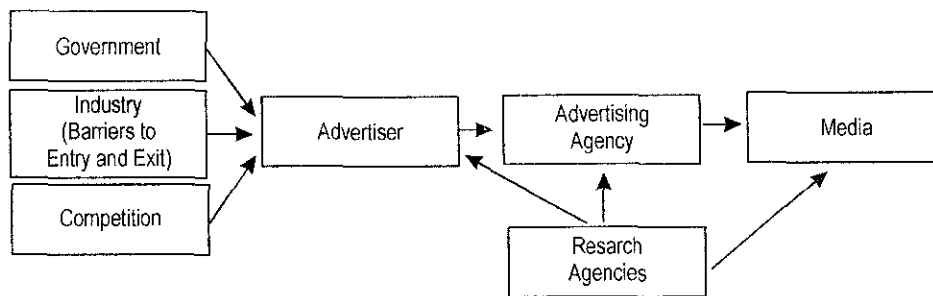 Government
Industry
(Barriers to
Entry and Exit)
Competition
Advertiser
Advertising
Agency
Media
Resarch
Agencies